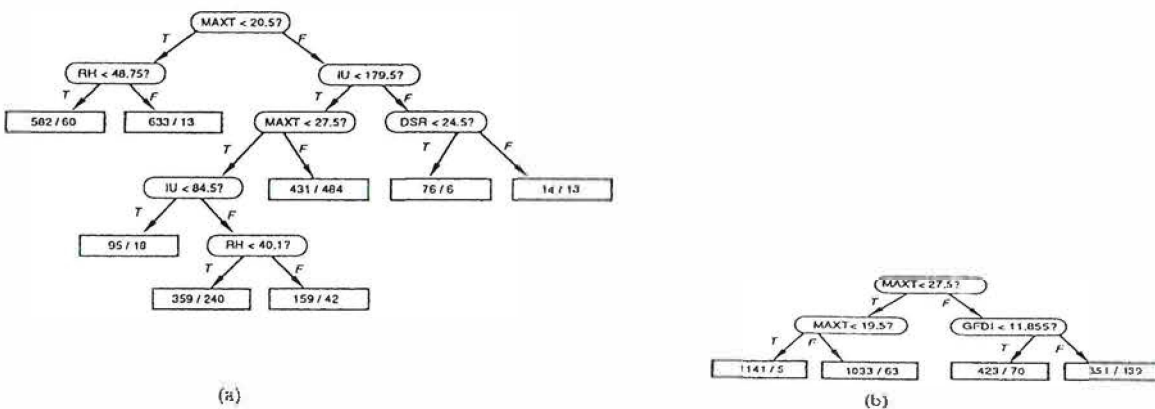 MAXT < 20.5?
T
F
RH < 48.75?
IU < 179.5?
T
F
T
F
582 / 60
633 / 13
MAXT < 27.5?
DSR < 24.5?
T
F
T
F
IU < 84.5?
431 / 484
76 / 6
14 / 13
T
F
95 / 18
RH < 40.1?
T
F
359 / 240
159 / 42
(a)
MAXT< 27.5?
T
F
MAXT< 19.5?
GFDI < 11.855?
T
F
T
F
1141 / 5
1033 / 63
423 / 70
(b)